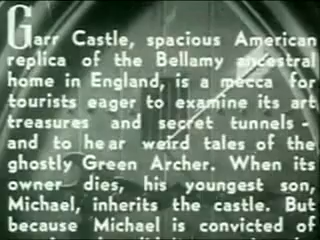 Garr Castle, spacious American
replica of the Bellamy ancestral
home in England, is a mecca for
tourists eager to examine its art
treasures and secret tunnels -
and to hear weird tales of the
ghostly Green Archer. When its
owner dies, his youngest son,
Michael, inherits the castle. But
because Michael is convicted of